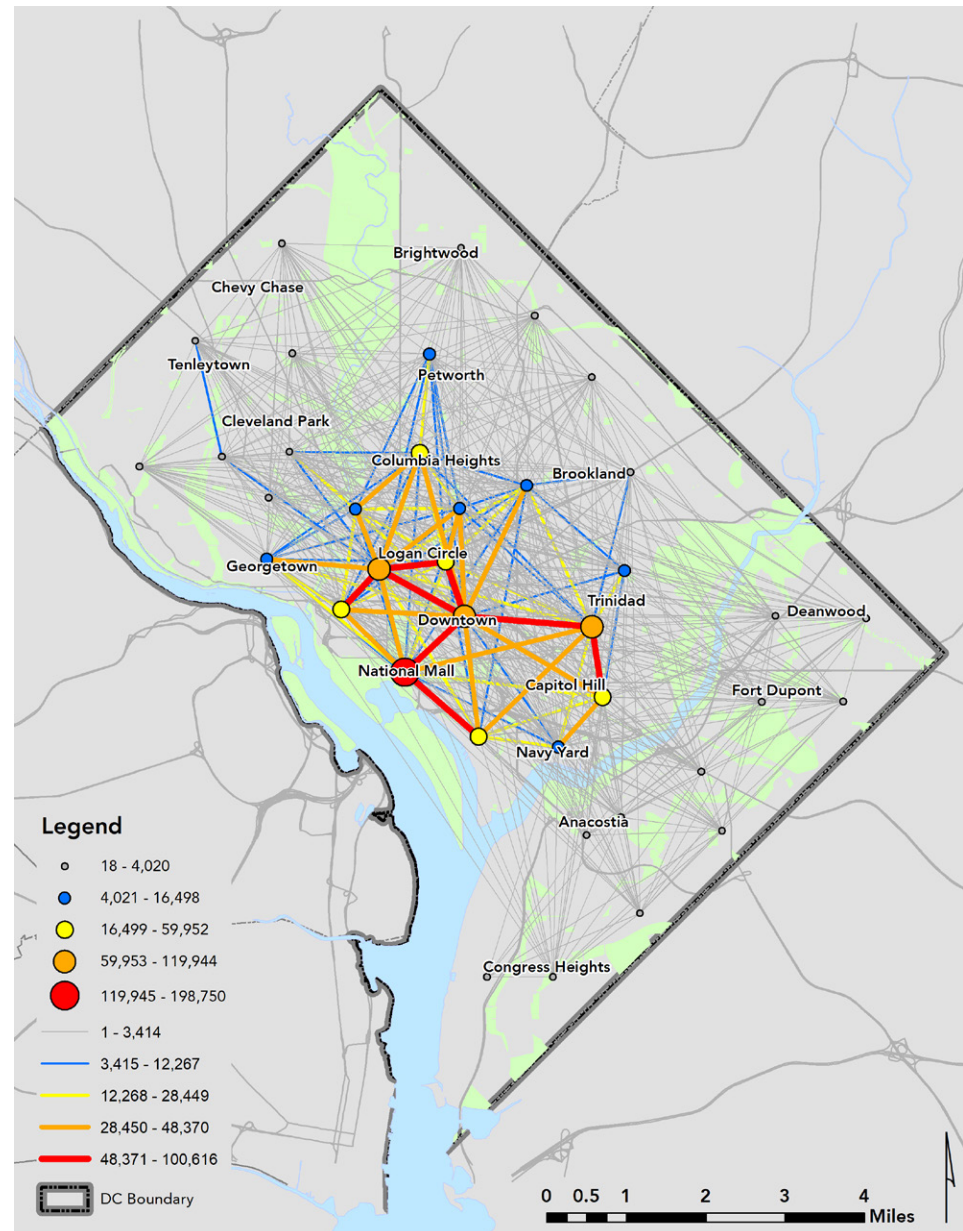 Brightwood
Chevy Chase
Tenleytown
Petworth
Cleveland Park
Columbia Heights
Brookland
Logan Circle
Georgetown
Trinidad
Deanwood
Downtown
National Mall
Capitol Hill
Fort Dupont
Navy Yard
Anacostia
Congress Heights
Legend
18 - 4,020
4,021 - 16,498
16,499 - 59,952
59,953 - 119,944
119,945 - 198,750
1 - 3,414
3,415 - 12,267
12,268 - 28,449
28,450 - 48,370
48,371 - 100,616
DC Boundary
0 0.5 1 2 3 4
Miles